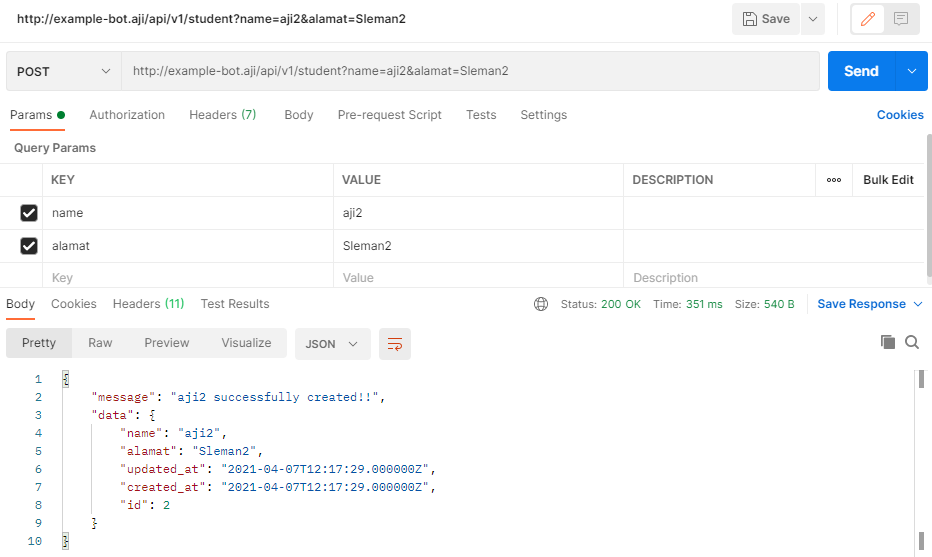 http://example-bot.aji/api/v1/student?name=aji2&alamat=Sleman2
Save
POST
http://example-bot.aji/api/v1/student?name=aji2&alamat=Sleman2
Send
Params Authorization Headers (7) Body Pre-request Script Tests Settings Cookies
Query Params
KEY VALUE DESCRIPTION ooo Bulk Edit
name aji2
alamat Sleman2
Key Value Description
Body Cookies Headers (11) Test Results Status: 200 OK Time: 351 ms Size: 540 B Save Response
Pretty Raw Preview Visualize JSON
1 {
2 "message": "aji2 successfully created!!",
3 "data": {
4 "name": "aji2",
5 "alamat": "Sleman2",
6 "updated_at": "2021-04-07T12:17:29.000000Z",
7 "created_at": "2021-04-07T12:17:29.000000Z",
8 "id": 2
9 }
10 }